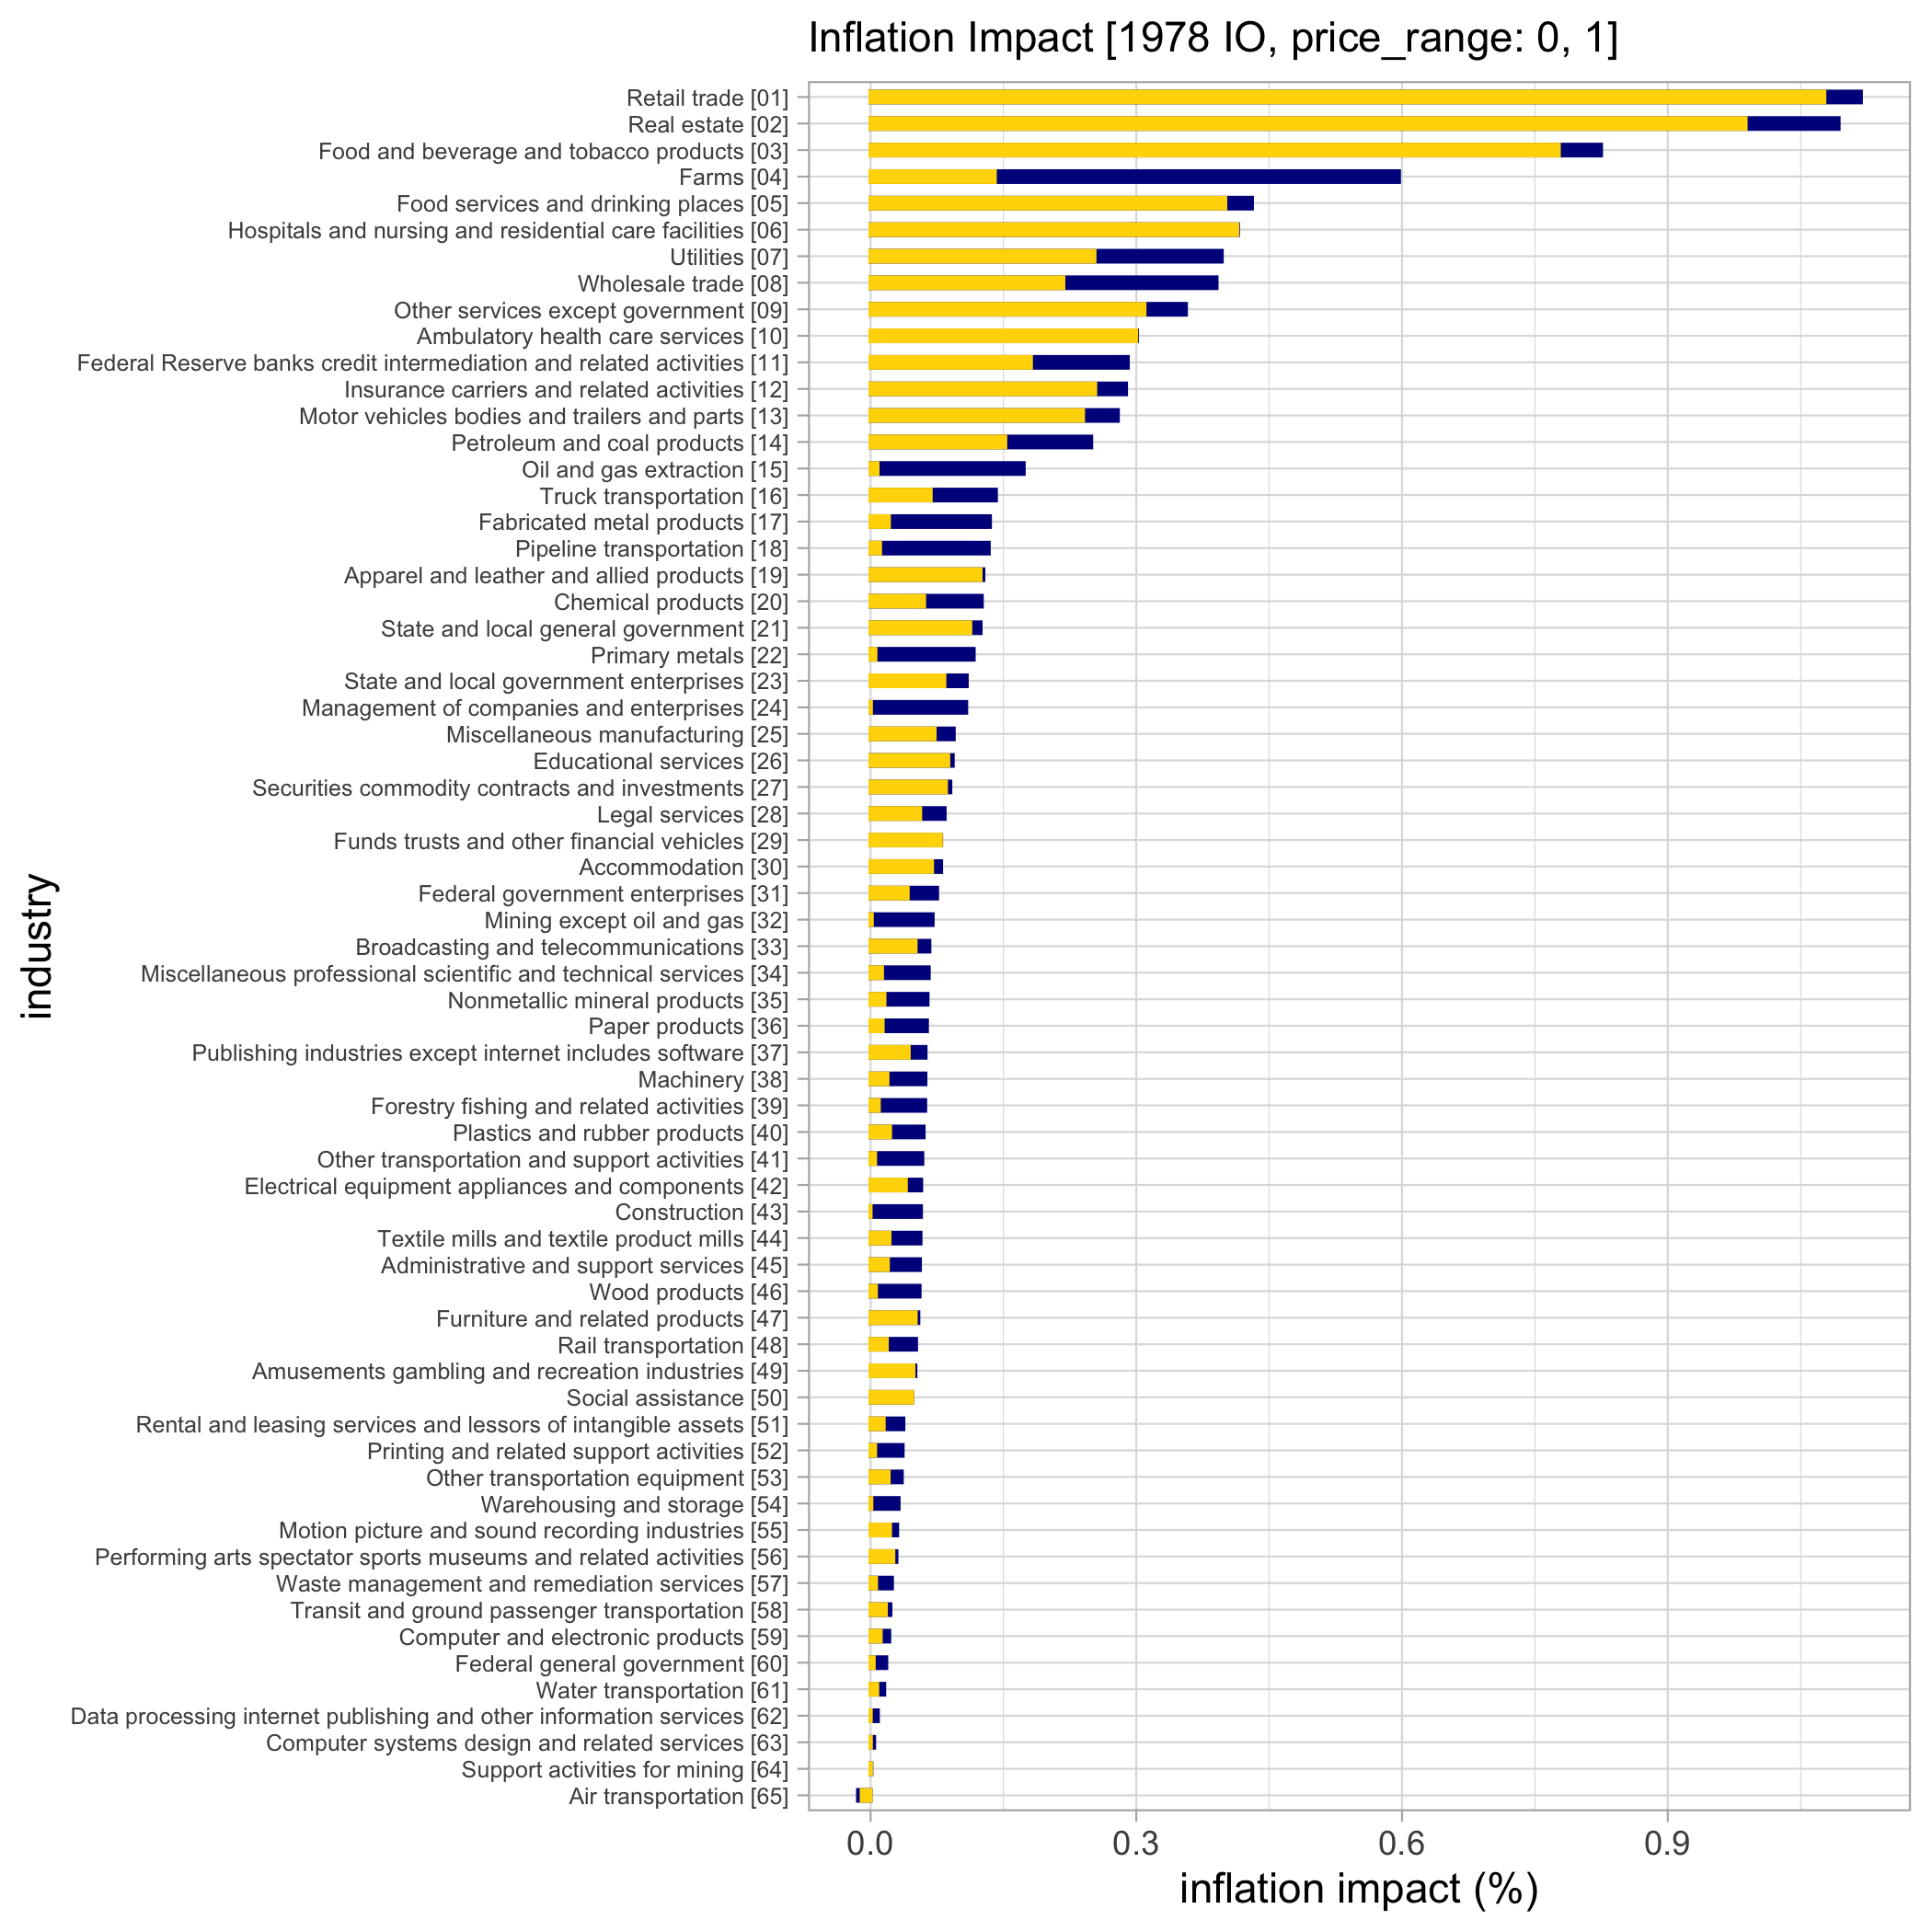 Inflation Impact [1978 IO, price_range: 0, 1]
Retail trade [01]
Real estate [02]
Food and beverage and tobacco products [03]
Farms [04]
Food services and drinking places [05]
Hospitals and nursing and residential care facilities [06]
Utilities [07]
Wholesale trade [08]
Other services except government [09]
Ambulatory health care services [10]
Federal Reserve banks credit intermediation and related activities [11]
Insurance carriers and related activities [12]
Motor vehicles bodies and trailers and parts [13]
Petroleum and coal products [14]
Oil and gas extraction [15]
Truck transportation [16]
Fabricated metal products [17]
Pipeline transportation [18]
Apparel and leather and allied products [19]
Chemical products [20]
State and local general government [21]
Primary metals [22]
State and local government enterprises [23]
Management of companies and enterprises [24]
Miscellaneous manufacturing [25]
Educational services [26]
Securities commodity contracts and investments [27]
Legal services [28]
Funds trusts and other financial vehicles [29]
Accommodation [30]
Federal government enterprises [31]
Mining except oil and gas [32]
Broadcasting and telecommunications [33]
Miscellaneous professional scientific and technical services [34]
Nonmetallic mineral products [35]
Paper products [36]
Publishing industries except internet includes software [37]
Machinery [38]
Forestry fishing and related activities [39]
Plastics and rubber products [40]
Other transportation and support activities [41]
Electrical equipment appliances and components [42]
Construction [43]
Textile mills and textile product mills [44]
Administrative and support services [45]
Wood products [46]
Furniture and related products [47]
Rail transportation [48]
Amusements gambling and recreation industries [49]
Social assistance [50]
Rental and leasing services and lessors of intangible assets [51]
Printing and related support activities [52]
Other transportation equipment [53]
Warehousing and storage [54]
Motion picture and sound recording industries [55]
Performing arts spectator sports museums and related activities [56]
Waste management and remediation services [57]
Transit and ground passenger transportation [58]
Computer and electronic products [59]
Federal general government [60]
Water transportation [61]
Data processing internet publishing and other information services [62]
Computer systems design and related services [63]
Support activities for mining [64]
Air transportation [65]
industry
0.0 0.3 0.6 0.9
inflation impact (%)